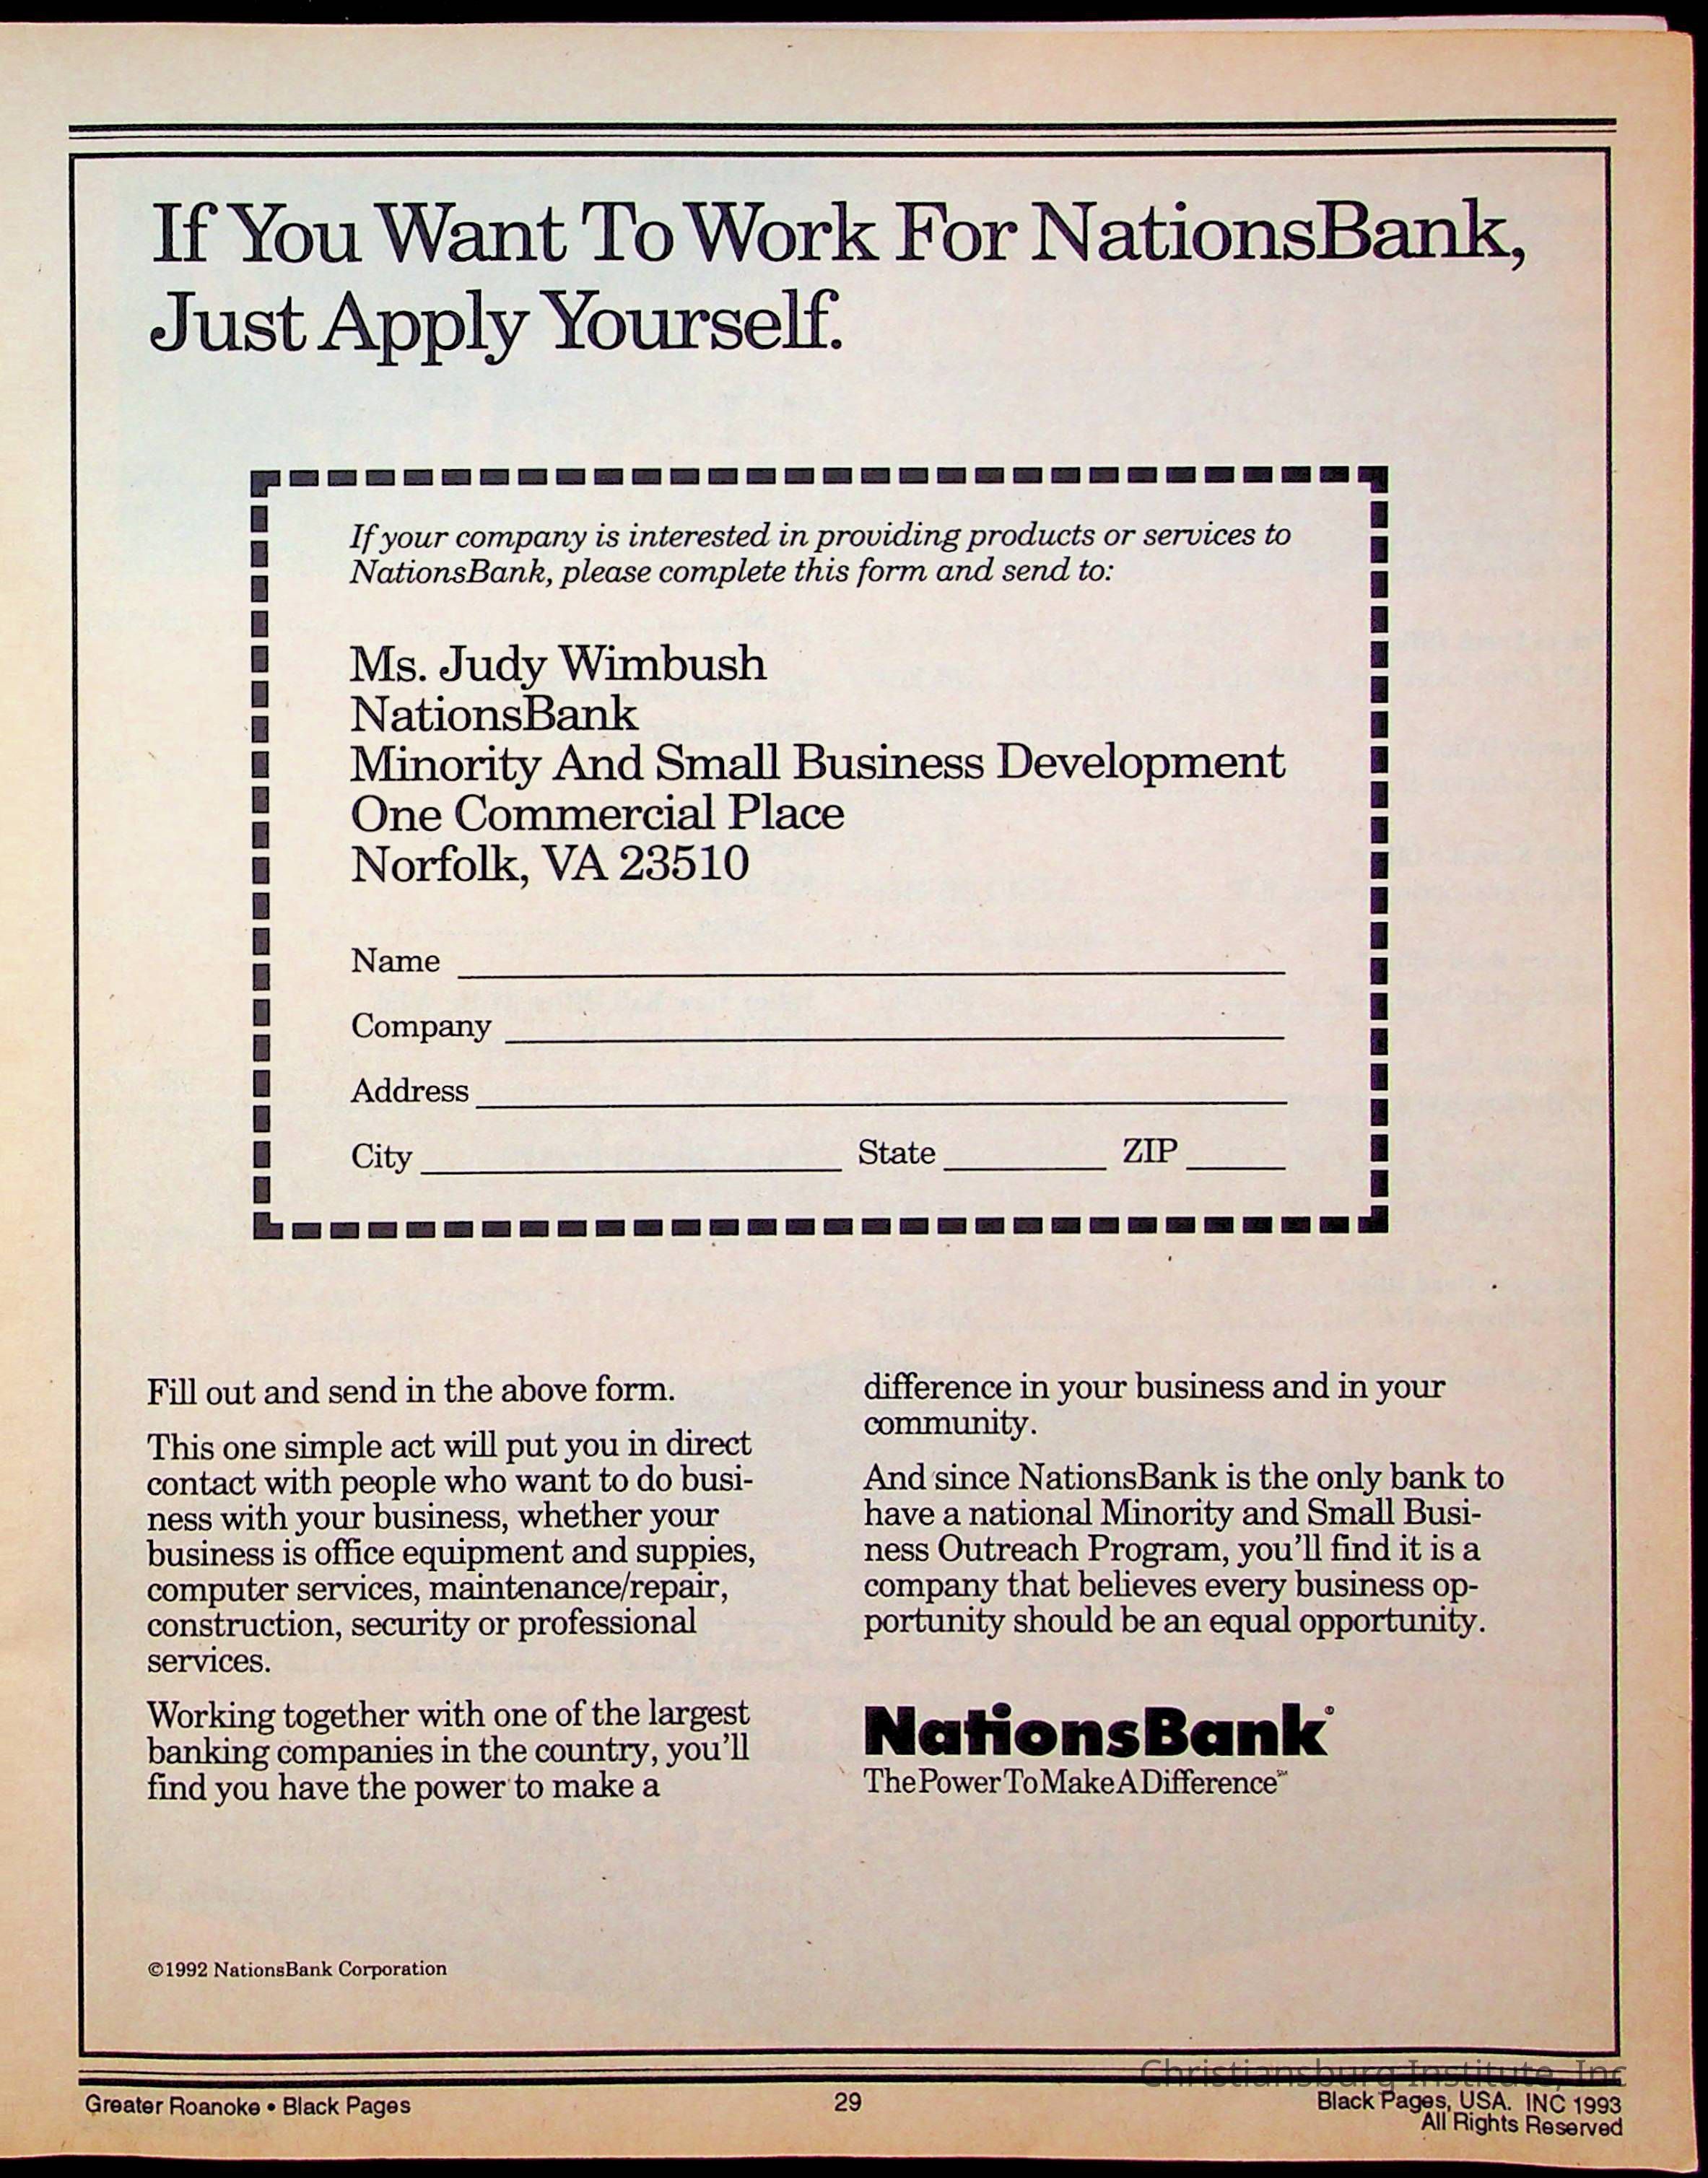 If You Want To Work For NationsBank,
Just Apply Yourself.
If your company is interested in providing products or services to
NationsBank, please complete this form and send to:
Ms. Judy Wimbush
NationsBank
Minority And Small Business Development
One Commercial Place
Norfolk, VA 23510
Name
Company
Address
City State ZIP
Fill out and send in the above form.
This one simple act will put you in direct
contact with people who want to do busi-
ness with your business, whether your
business is office equipment and suppies,
computer services, maintenance/repair,
construction, security or professional
services.
Working together with one of the largest
banking companies in the country, you'll
find you have the power to make a
difference in your business and in your
community.
And since NationsBank is the only bank to
have a national Minority and Small Busi-
ness Outreach Program, you'll find it is a
company that believes every business op-
portunity should be an equal opportunity.
NationsBank®
The Power To Make A Difference℠
©1992 NationsBank Corporation
Christiansburg Institute, Inc
Greater Roanoke • Black Pages
29
Black Pages, USA. INC 1993
All Rights Reserved